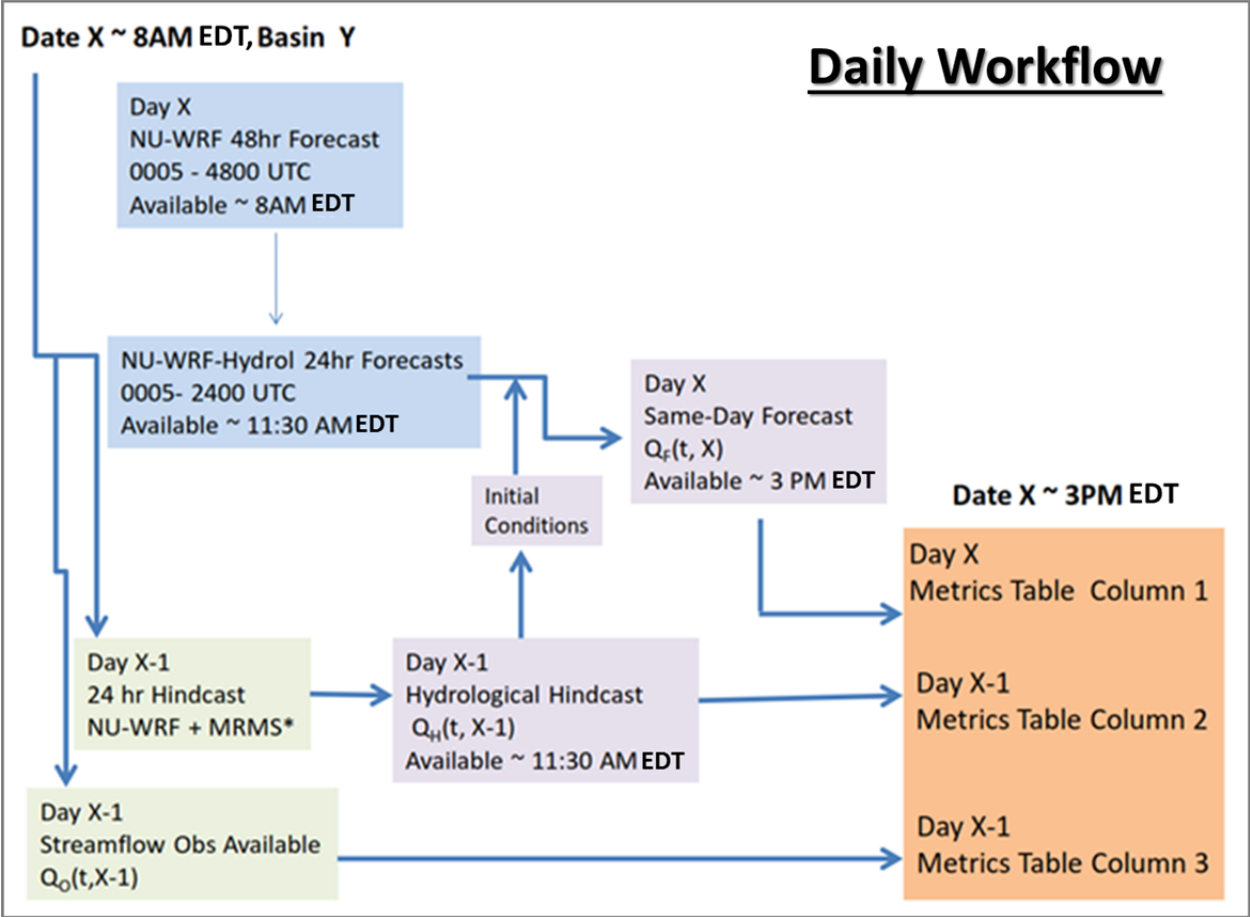 Date X ~ 8AM EDT, Basin Y
Daily Workflow
Day X
NU-WRF 48hr Forecast
0005 - 4800 UTC
Available ~ 8AM EDT
NU-WRF-Hydrol 24hr Forecasts
0005- 2400 UTC
Available ~ 11:30 AM EDT
Day X
Same-Day Forecast
Q_F(t, X)
Available ~ 3 PM EDT
Initial
Conditions
Date X ~ 3PM EDT
Day X
Metrics Table Column 1
Day X-1
24 hr Hindcast
NU-WRF + MRMS*
Day X-1
Hydrological Hindcast
Q_H(t, X-1)
Available ~ 11:30 AM EDT
Day X-1
Metrics Table Column 2
Day X-1
Streamflow Obs Available
Q_O(t,X-1)
Day X-1
Metrics Table Column 3